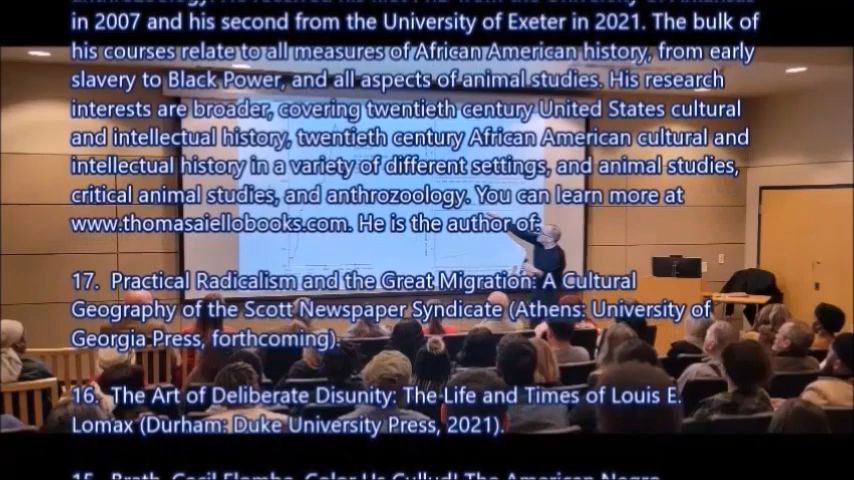 in 2007 and his second from the University of Exeter in 2021. The bulk of
his courses relate to all measures of African American history, from early
slavery to Black Power, and all aspects of animal studies. His research
interests are broader, covering twentieth century United States cultural
and intellectual history, twentieth century African American cultural and
intellectual history in a variety of different settings, and animal studies,
critical animal studies, and anthrozoology. You can learn more at
www.thomasaiellobooks.com. He is the author of:
17. Practical Radicalism and the Great Migration: A Cultural
Geography of the Scott Newspaper Syndicate (Athens: University of
Georgia Press, forthcoming).
16. The Art of Deliberate Disunity: The Life and Times of Louis E.
Lomax (Durham: Duke University Press, 2021).